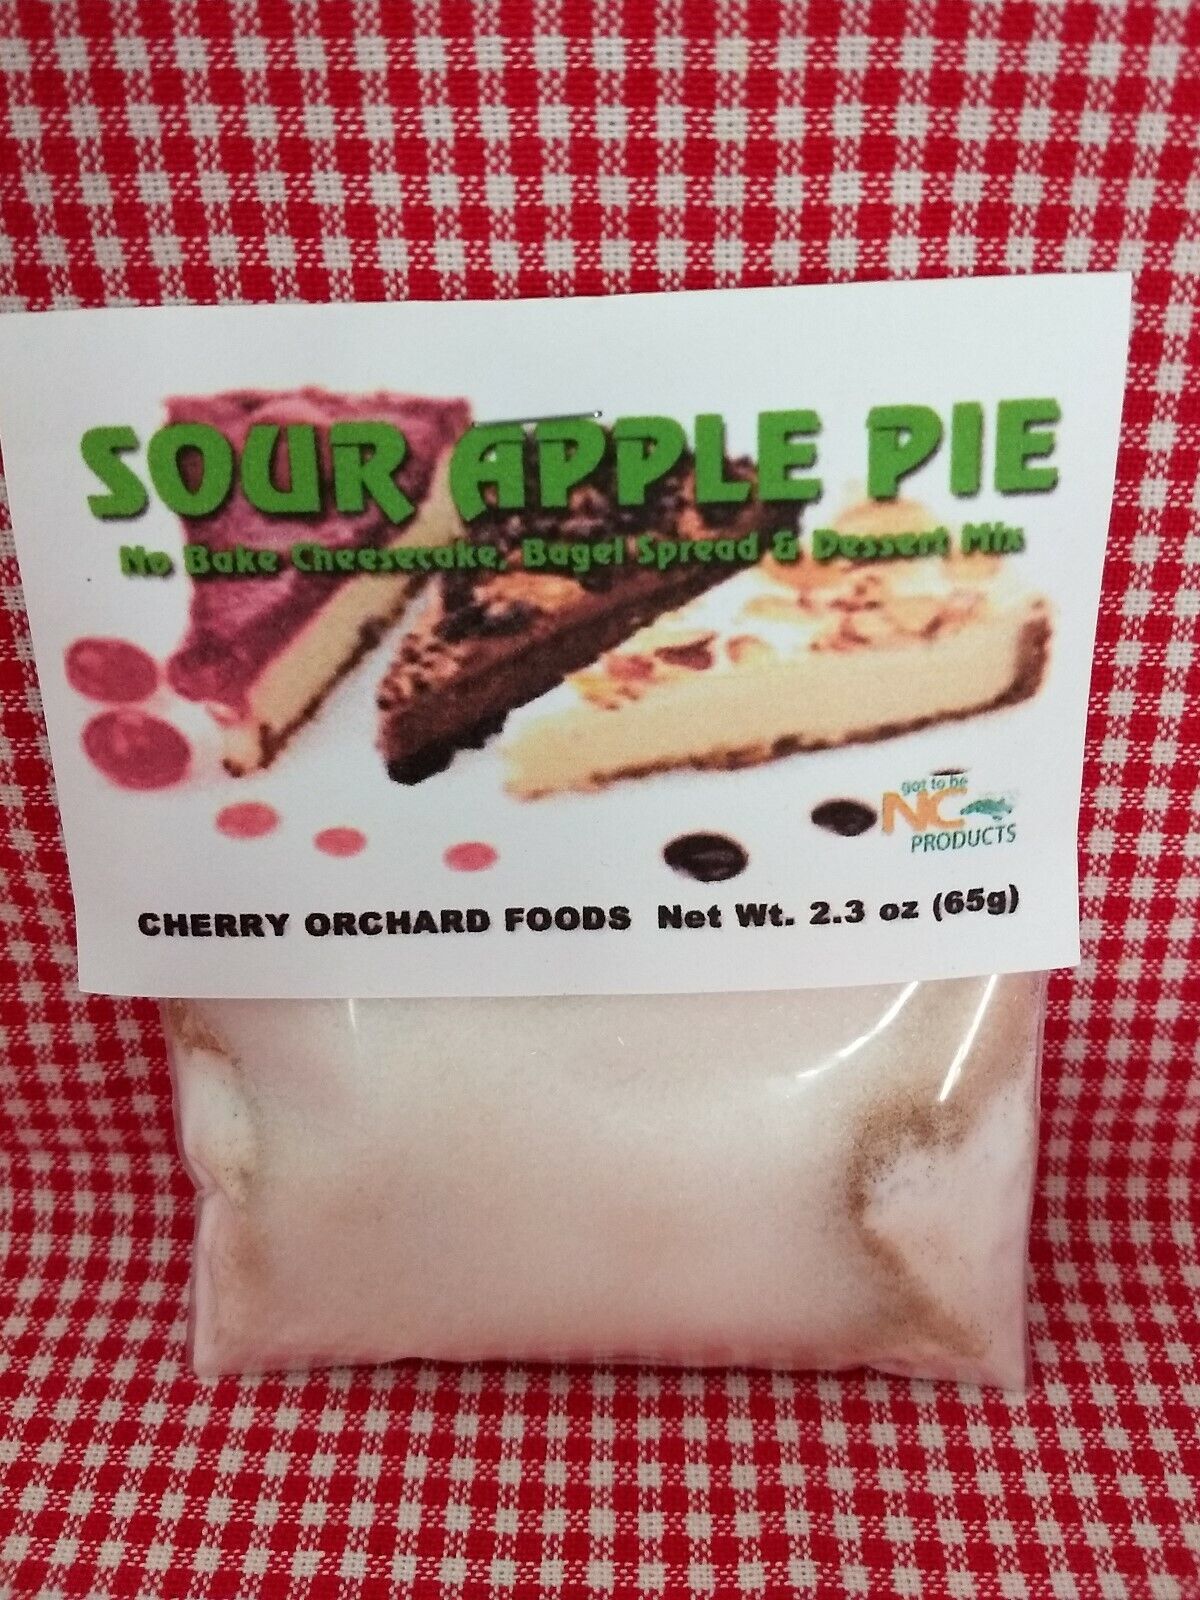 SOUR APPLE PIE
No Bake Cheesecake, Bagel Spread & Dessert Mix
got to be
NC
PRODUCTS
CHERRY ORCHARD FOODS Net Wt. 2.3 oz (65g)